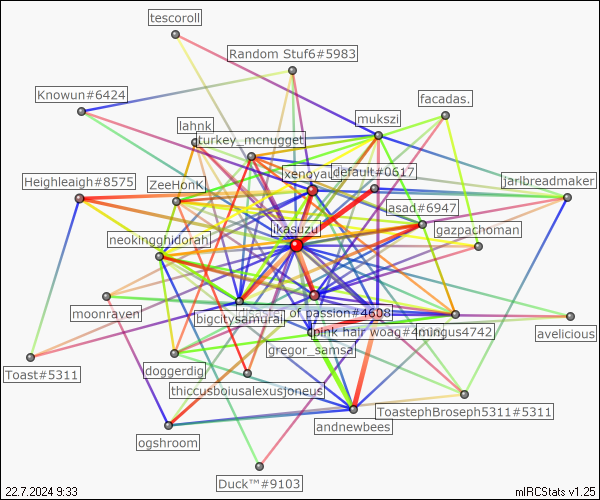 tescoroll
Random Stuf6#5983
Knowun#6424
facadas.
mukszi
lahnk
turkey_mcnugget
default#0617
Heighleaigh#8575
ZeeHonK
jarlbreadmaker
asad#6947
ikasuzu
gazpachoman
neokingghidorah
moonraven
bigcitysamurai
disaster of passion#4608
pink hair woag#4
mingus4742
avelicious
gregor_samsa
Toast#5311
doggerdig
thiccusboiusalexusjoneus
ToastephBroseph5311#5311
andnewbees
ogshroom
Duck™#9103
22.7.2024 9:33
mIRCStats v1.25